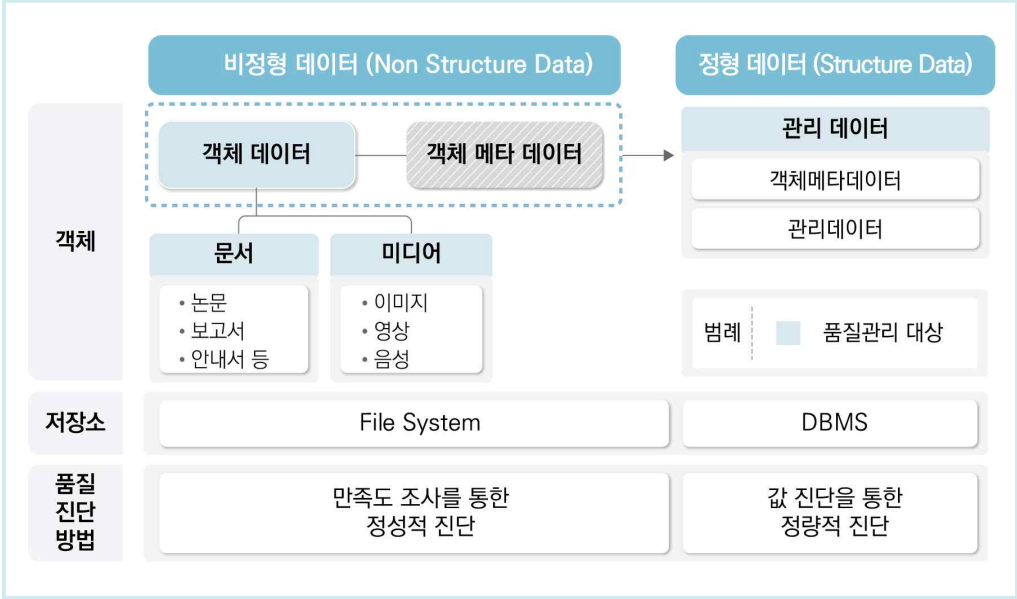 비정형 데이터 (Non Structure Data)
정형 데이터 (Structure Data)
객체
객체 데이터
객체 메타 데이터
관리 데이터
객체메타데이터
관리데이터
문서
• 논문
• 보고서
• 안내서 등
미디어
• 이미지
• 영상
• 음성
범례
품질관리 대상
저장소
File System
DBMS
품질
진단
방법
만족도 조사를 통한
정성적 진단
값 진단을 통한
정량적 진단